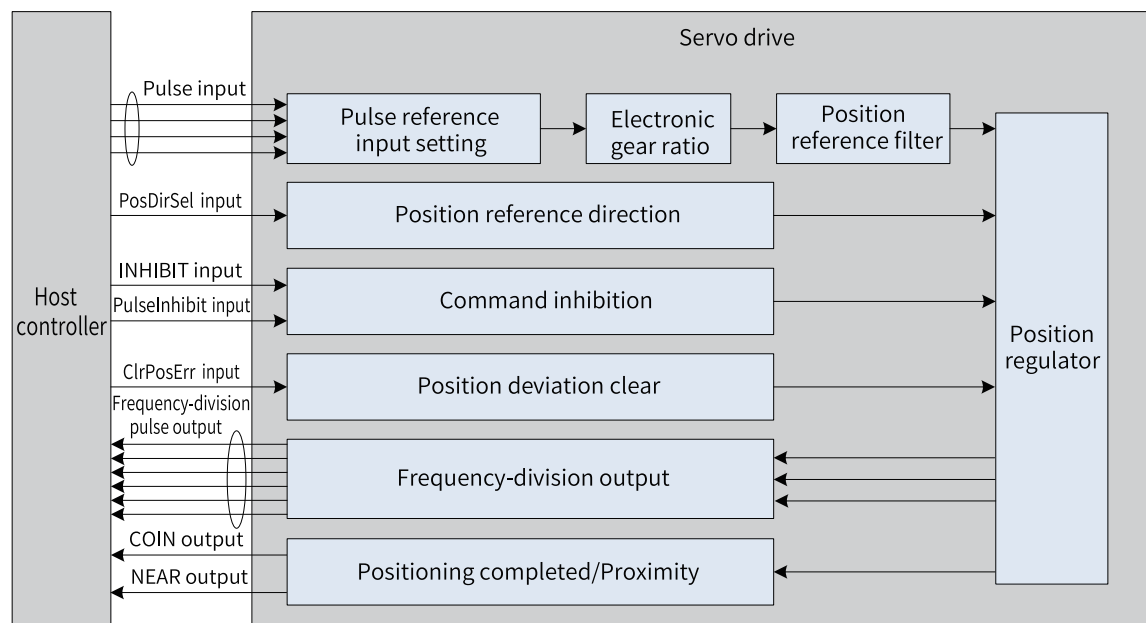 Servo drive
Pulse input
Pulse reference
input setting
Electronic
gear ratio
Position
reference filter
PosDirSel input
Position reference direction
INHIBIT input
PulseInhibit input
Command inhibition
Host
controller
Position
regulator
ClrPosErr input
Position deviation clear
Frequency-division
pulse output
Frequency-division output
COIN output
NEAR output
Positioning completed/Proximity